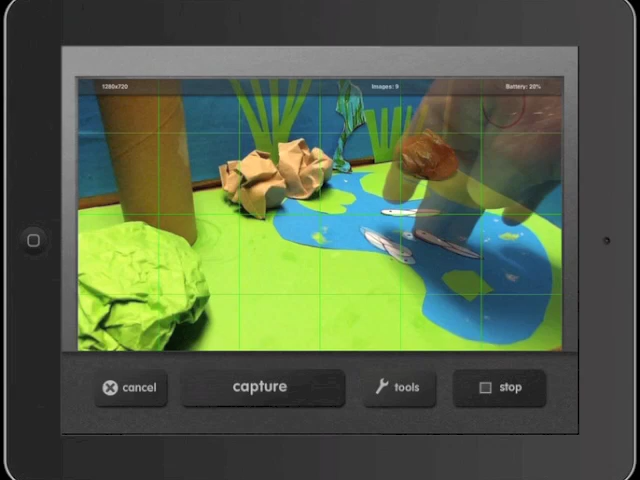 1280x720
Images: 9
Battery: 20%
cancel
capture
tools
stop